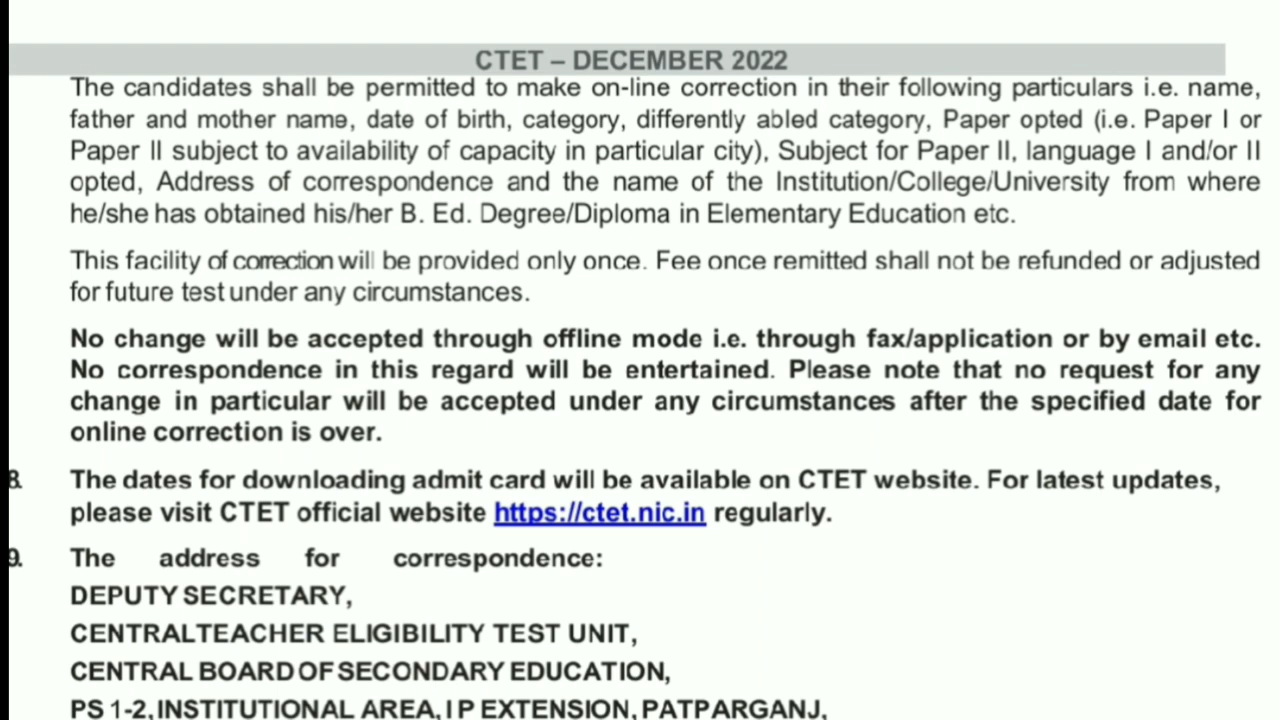 CTET – DECEMBER 2022
The candidates shall be permitted to make on-line correction in their following particulars i.e. name,
father and mother name, date of birth, category, differently abled category, Paper opted (i.e. Paper I or
Paper II subject to availability of capacity in particular city), Subject for Paper II, language I and/or II
opted, Address of correspondence and the name of the Institution/College/University from where
he/she has obtained his/her B. Ed. Degree/Diploma in Elementary Education etc.
This facility of correction will be provided only once. Fee once remitted shall not be refunded or adjusted
for future test under any circumstances.
No change will be accepted through offline mode i.e. through fax/application or by email etc.
No correspondence in this regard will be entertained. Please note that no request for any
change in particular will be accepted under any circumstances after the specified date for
online correction is over.
8. The dates for downloading admit card will be available on CTET website. For latest updates,
please visit CTET official website https://ctet.nic.in regularly.
9. The address for correspondence:
DEPUTY SECRETARY,
CENTRALTEACHER ELIGIBILITY TEST UNIT,
CENTRAL BOARD OF SECONDARY EDUCATION,
PS 1-2, INSTITUTIONAL AREA, I P EXTENSION, PATPARGANJ,